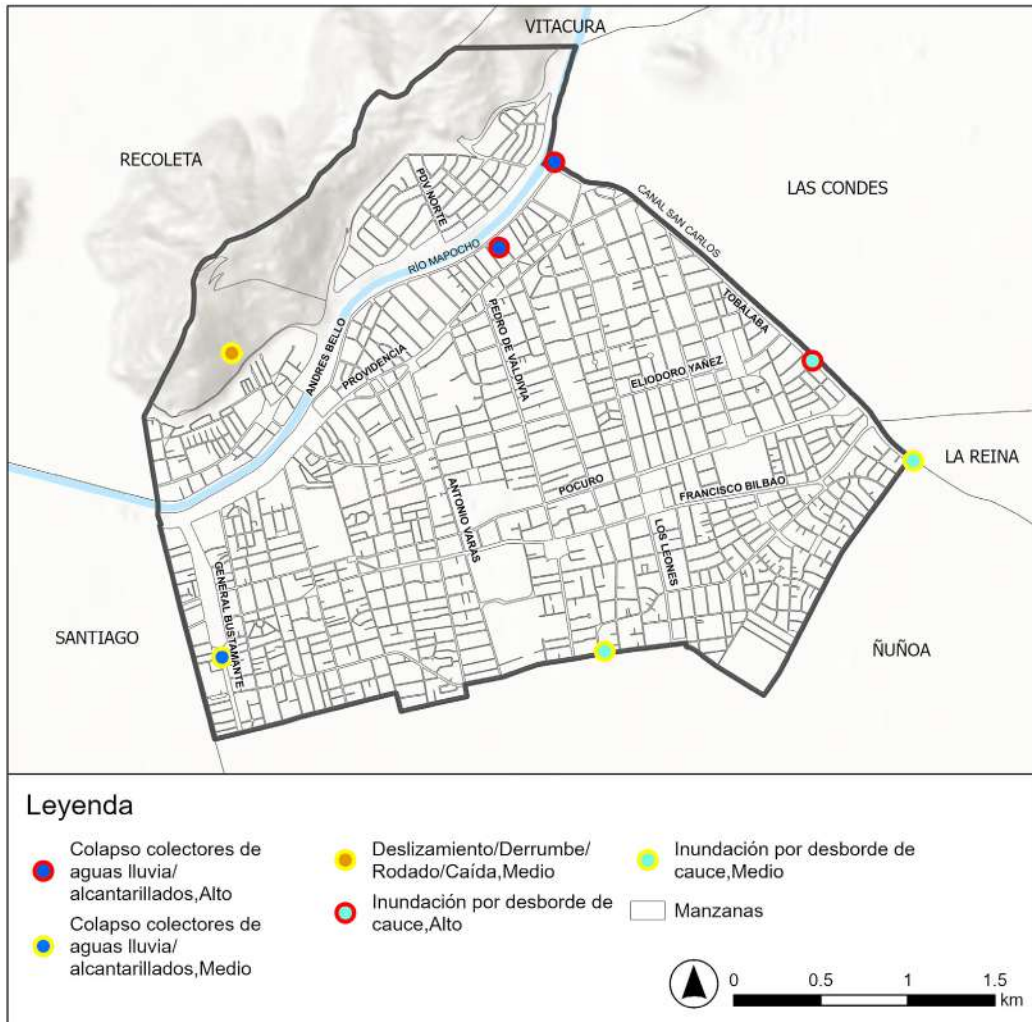 VITACURA
RECOLETA
LAS CONDES
PDV NORTE
CANAL SAN CARLOS
RÍO MAPOCHO
TOBALABA
PEDRO DE VALDIVIA
ANDRES BELLO
PROVIDENCIA
ELIODORO YAÑEZ
LA REINA
POCURO
FRANCISCO BILBAO
ANTONIO VARAS
LOS LEONES
GENERAL BUSTAMANTE
SANTIAGO
ÑUÑOA
Leyenda
Colapso colectores de
aguas lluvia/
alcantarillados,Alto
Colapso colectores de
aguas lluvia/
alcantarillados,Medio
Deslizamiento/Derrumbe/
Rodado/Caída,Medio
Inundación por desborde de
cauce,Alto
Inundación por desborde de
cauce,Medio
Manzanas
0 0.5 1 1.5
km